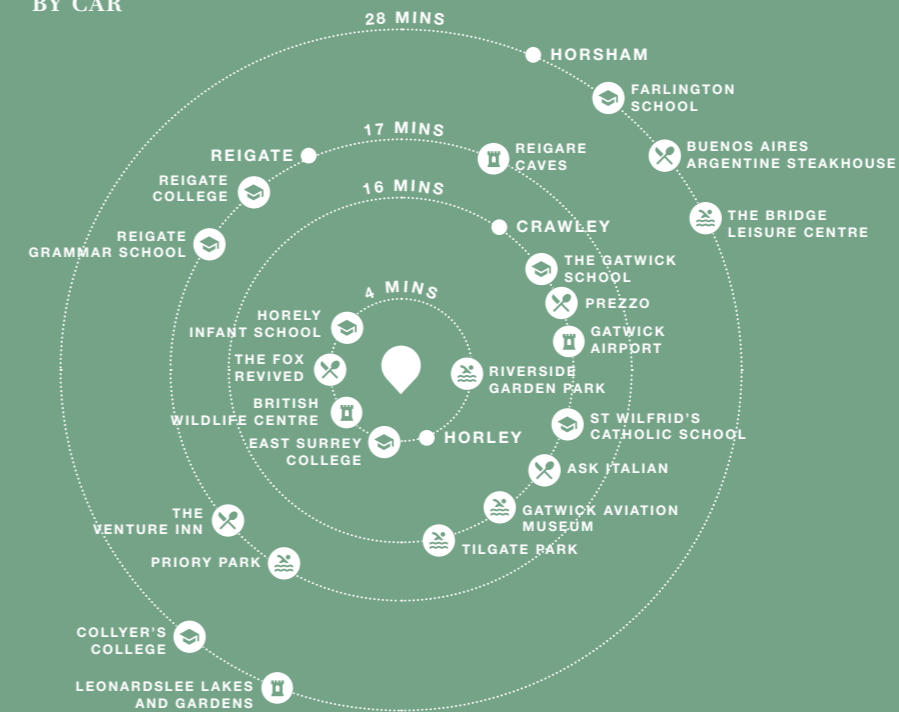 BY CAR
28 MINS
HORSHAM
FARLINGTON
SCHOOL
BUENOS AIRES
ARGENTINE STEAKHOUSE
THE BRIDGE
LEISURE CENTRE
COLLYER'S
COLLEGE
LEONARDSLEE LAKES
AND GARDENS
17 MINS
REIGATE
REIGATE
COLLEGE
REIGATE
GRAMMAR SCHOOL
REIGARE
CAVES
THE
VENTURE INN
PRIORY PARK
16 MINS
CRAWLEY
THE GATWICK
SCHOOL
PREZZO
GATWICK
AIRPORT
ST WILFRID'S
CATHOLIC SCHOOL
ASK ITALIAN
GATWICK AVIATION
MUSEUM
TILGATE PARK
4 MINS
HORELY
INFANT SCHOOL
THE FOX
REVIVED
BRITISH
WILDLIFE CENTRE
EAST SURREY
COLLEGE
RIVERSIDE
GARDEN PARK
HORLEY